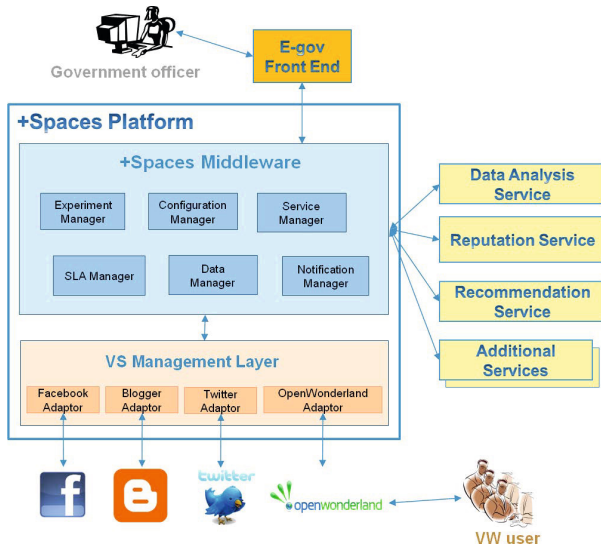 Government officer
E-gov
Front End
+Spaces Platform
+Spaces Middleware
Experiment
Manager
Configuration
Manager
Service
Manager
SLA Manager
Data
Manager
Notification
Manager
Data Analysis
Service
Reputation Service
Recommendation
Service
Additional
Services
VS Management Layer
Facebook
Adaptor
Blogger
Adaptor
Twitter
Adaptor
OpenWonderland
Adaptor
f
B
twitter
openwonderland
VW user